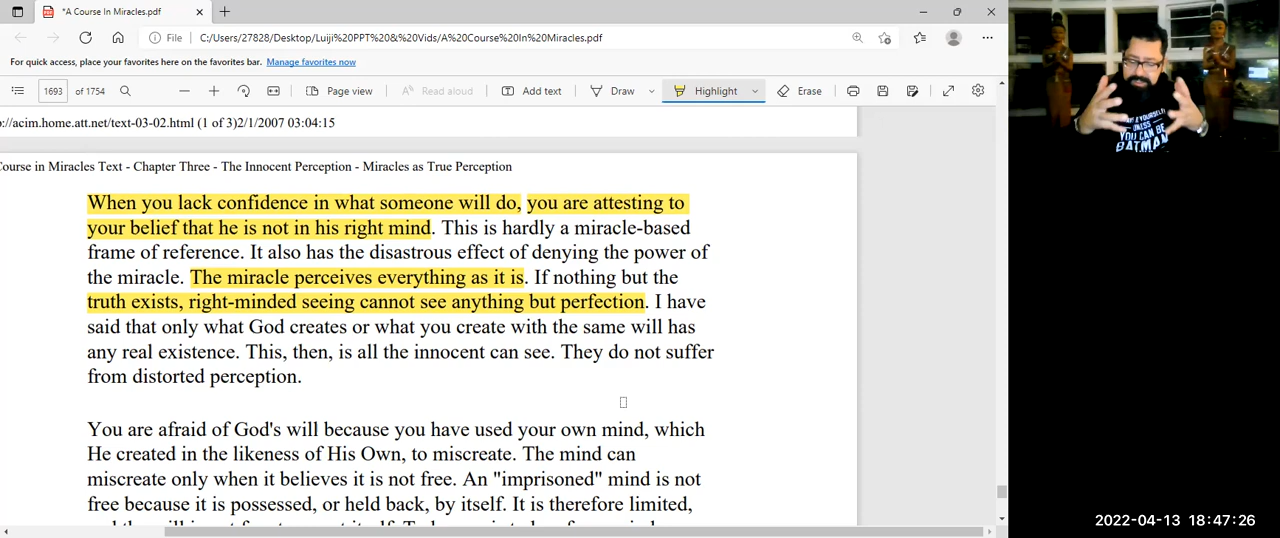 *A Course In Miracles.pdf
File C:/Users/27828/Desktop/Luiji%20PPT%20&%20Vids/A%20Course%20In%20Miracles.pdf
For quick access, place your favorites here on the favorites bar. Manage favorites now
1693 of 1754 Page view Read aloud Add text Draw Highlight Erase
://acim.home.att.net/text-03-02.html (1 of 3)2/1/2007 03:04:15
Course in Miracles Text - Chapter Three - The Innocent Perception - Miracles as True Perception
When you lack confidence in what someone will do, you are attesting to
your belief that he is not in his right mind. This is hardly a miracle-based
frame of reference. It also has the disastrous effect of denying the power of
the miracle. The miracle perceives everything as it is. If nothing but the
truth exists, right-minded seeing cannot see anything but perfection. I have
said that only what God creates or what you create with the same will has
any real existence. This, then, is all the innocent can see. They do not suffer
from distorted perception.
You are afraid of God's will because you have used your own mind, which
He created in the likeness of His Own, to miscreate. The mind can
miscreate only when it believes it is not free. An "imprisoned" mind is not
free because it is possessed, or held back, by itself. It is therefore limited,
UNLESS
YOU CAN BE
BATMAN
2022-04-13 18:47:26